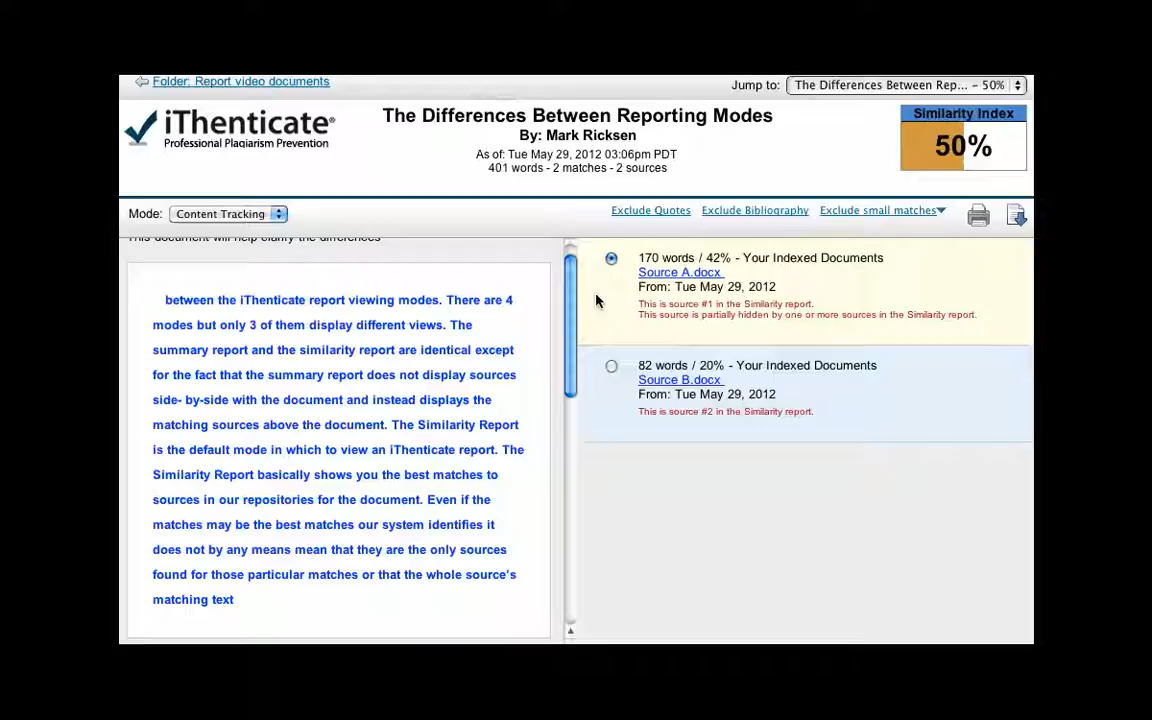 Folder: Report video documents
Jump to: The Differences Between Rep... - 50%
iThenticate®
Professional Plagiarism Prevention
The Differences Between Reporting Modes
By: Mark Ricksen
As of: Tue May 29, 2012 03:06pm PDT
401 words - 2 matches - 2 sources
Similarity Index
50%
Mode: Content Tracking
Exclude Quotes Exclude Bibliography Exclude small matches
This document will help clarify the differences
between the iThenticate report viewing modes. There are 4
modes but only 3 of them display different views. The
summary report and the similarity report are identical except
for the fact that the summary report does not display sources
side- by-side with the document and instead displays the
matching sources above the document. The Similarity Report
is the default mode in which to view an iThenticate report. The
Similarity Report basically shows you the best matches to
sources in our repositories for the document. Even if the
matches may be the best matches our system identifies it
does not by any means mean that they are the only sources
found for those particular matches or that the whole source's
matching text
170 words / 42% - Your Indexed Documents
Source A.docx
From: Tue May 29, 2012
This is source #1 in the Similarity report.
This source is partially hidden by one or more sources in the Similarity report.
82 words / 20% - Your Indexed Documents
Source B.docx
From: Tue May 29, 2012
This is source #2 in the Similarity report.